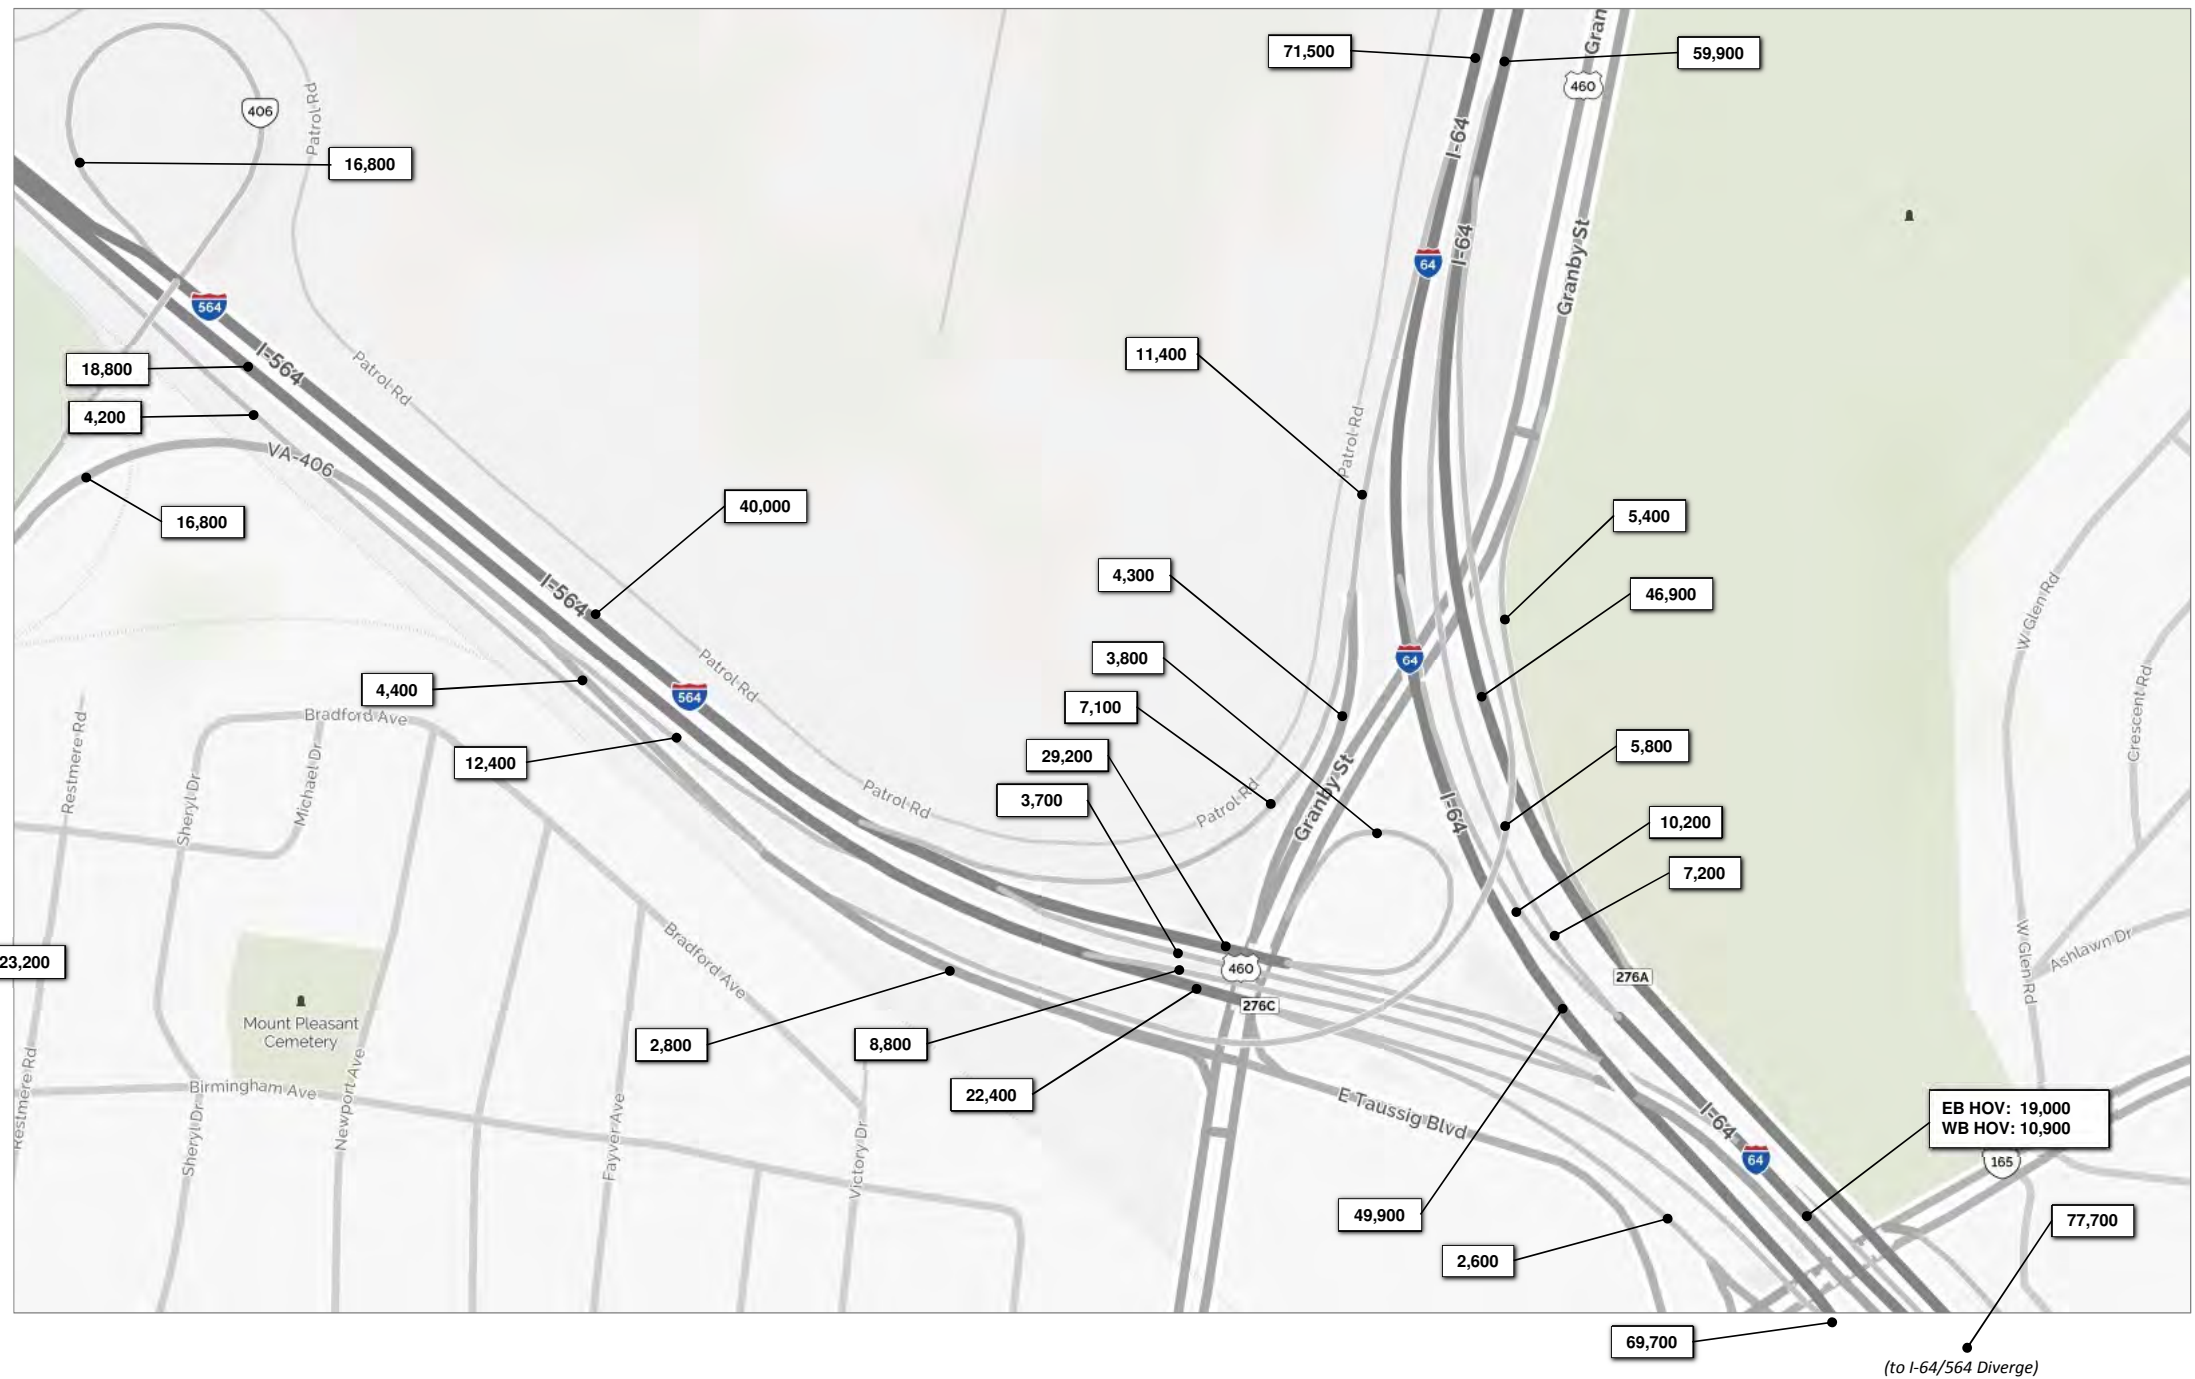 71,500
59,900
Gran
460
406
Patrol Rd
16,800
I-64
I-64
64
Granby St
564
I-564
Patrol Rd
18,800
4,200
VA-406
16,800
11,400
Patrol Rd
40,000
5,400
4,300
46,900
I-564
W Glen Rd
3,800
64
Patrol Rd
4,400
564
7,100
Crescent Rd
Bradford Ave
Restmere Rd
Michael Dr
Sheryl Dr
12,400
29,200
5,800
3,700
Patrol Rd
Patrol Rd
Granby St
I-64
10,200
7,200
Bradford Ave
W Glen Rd
Ashlawn Dr
23,200
460
276A
276C
Mount Pleasant
Cemetery
2,800
8,800
22,400
Restmere Rd
Birmingham Ave
Newport Ave
Sheryl Dr
Fayver Ave
Victory Dr
E Taussig Blvd
I-64
64
EB HOV: 19,000
WB HOV: 10,900
165
49,900
2,600
77,700
69,700
(to I-64/564 Diverge)